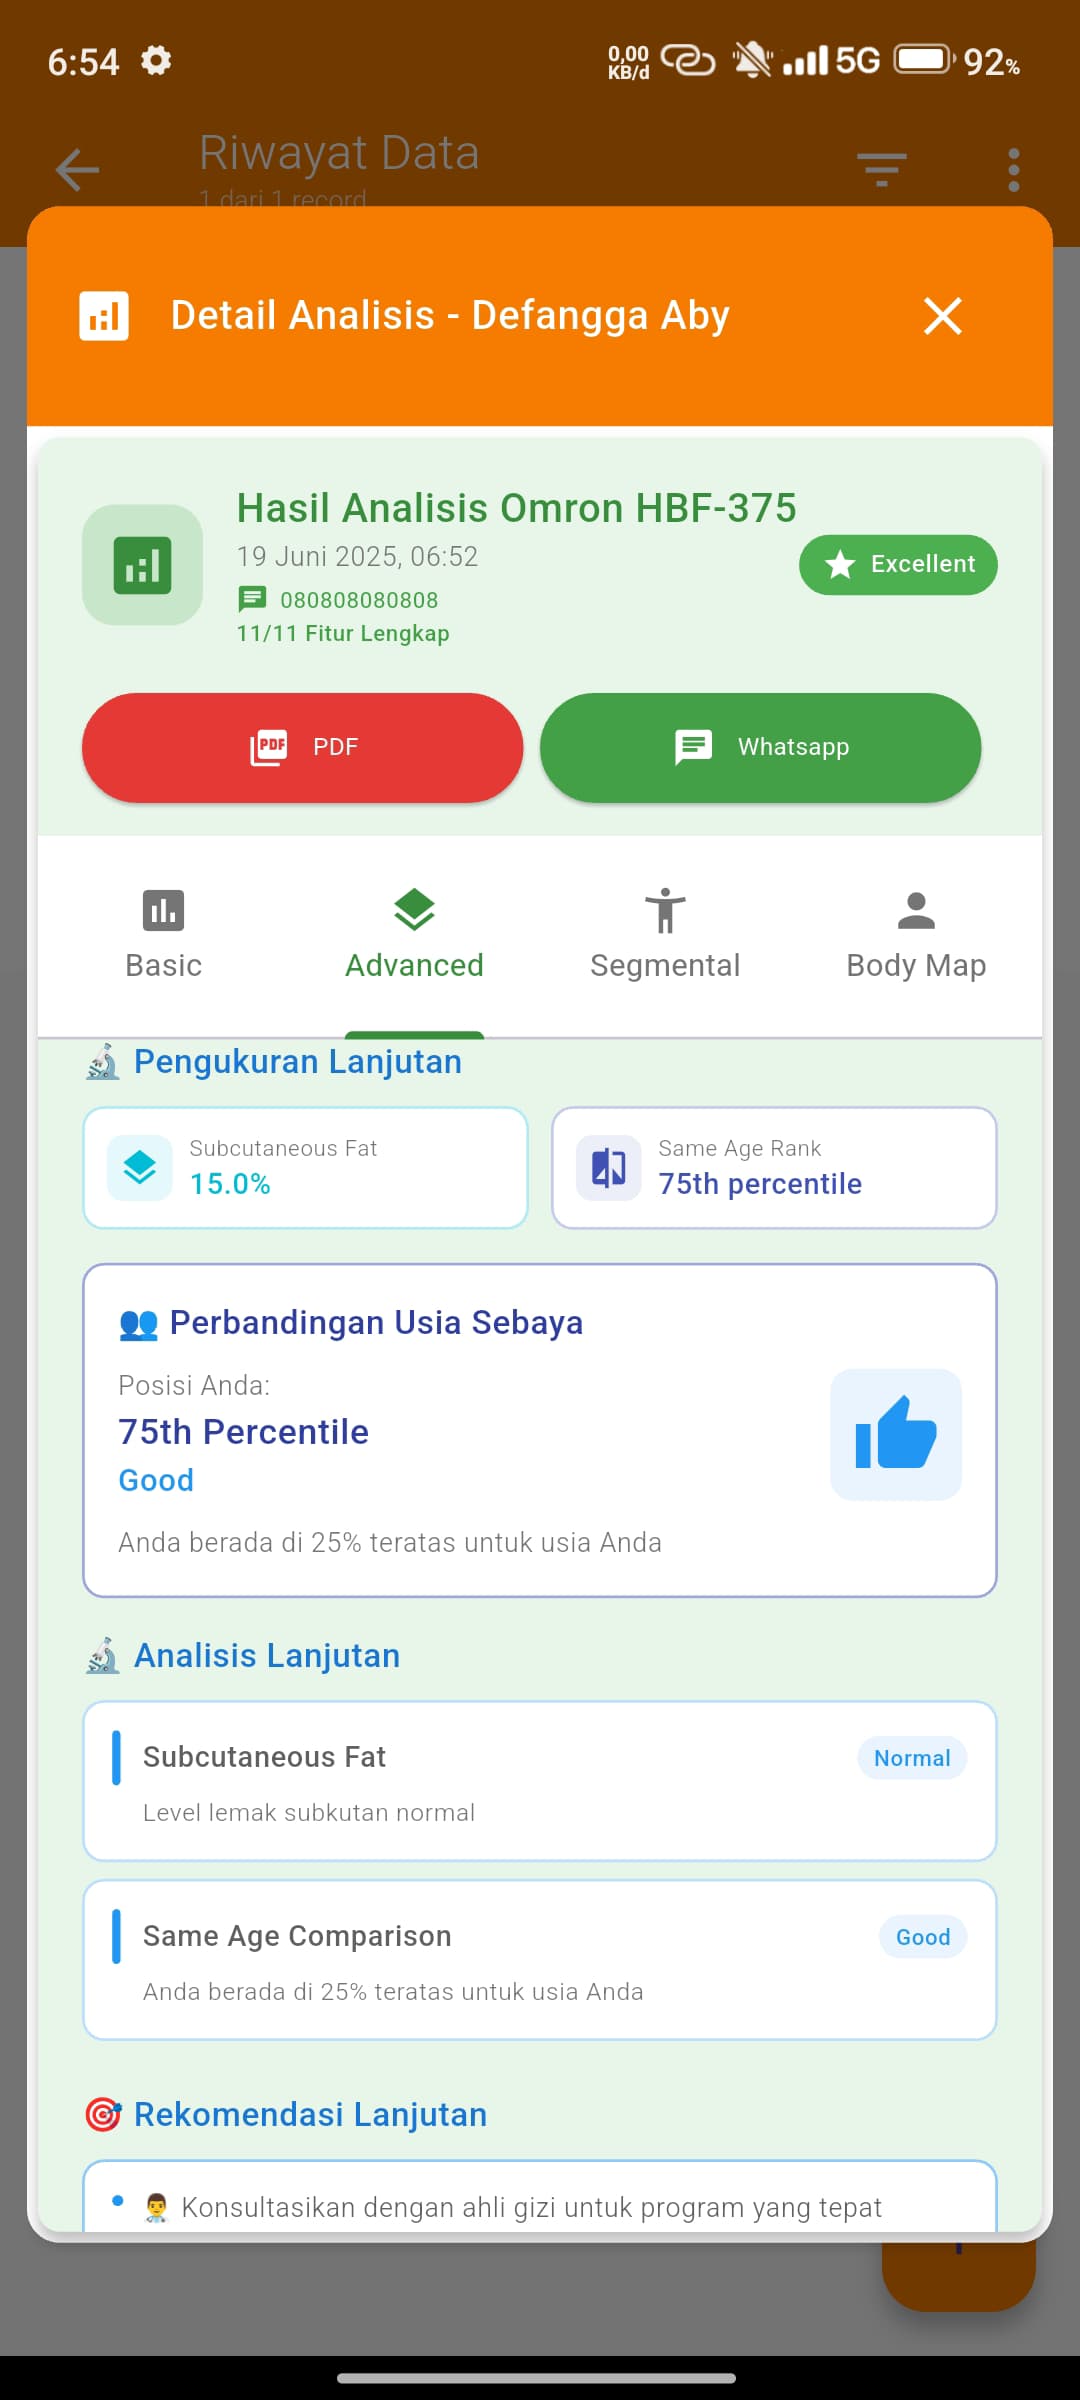 6:54
0,00
KB/d
5G
92%
Riwayat Data
1 dari 1 record
Detail Analisis - Defangga Aby
Hasil Analisis Omron HBF-375
19 Juni 2025, 06:52
Excellent
080808080808
11/11 Fitur Lengkap
PDF
PDF
Whatsapp
Basic
Advanced
Segmental
Body Map
🔬 Pengukuran Lanjutan
Subcutaneous Fat
15.0%
Same Age Rank
75th percentile
👥 Perbandingan Usia Sebaya
Posisi Anda:
75th Percentile
Good
Anda berada di 25% teratas untuk usia Anda
🔬 Analisis Lanjutan
Subcutaneous Fat
Normal
Level lemak subkutan normal
Same Age Comparison
Good
Anda berada di 25% teratas untuk usia Anda
🎯 Rekomendasi Lanjutan
• 👨‍⚕️ Konsultasikan dengan ahli gizi untuk program yang tepat